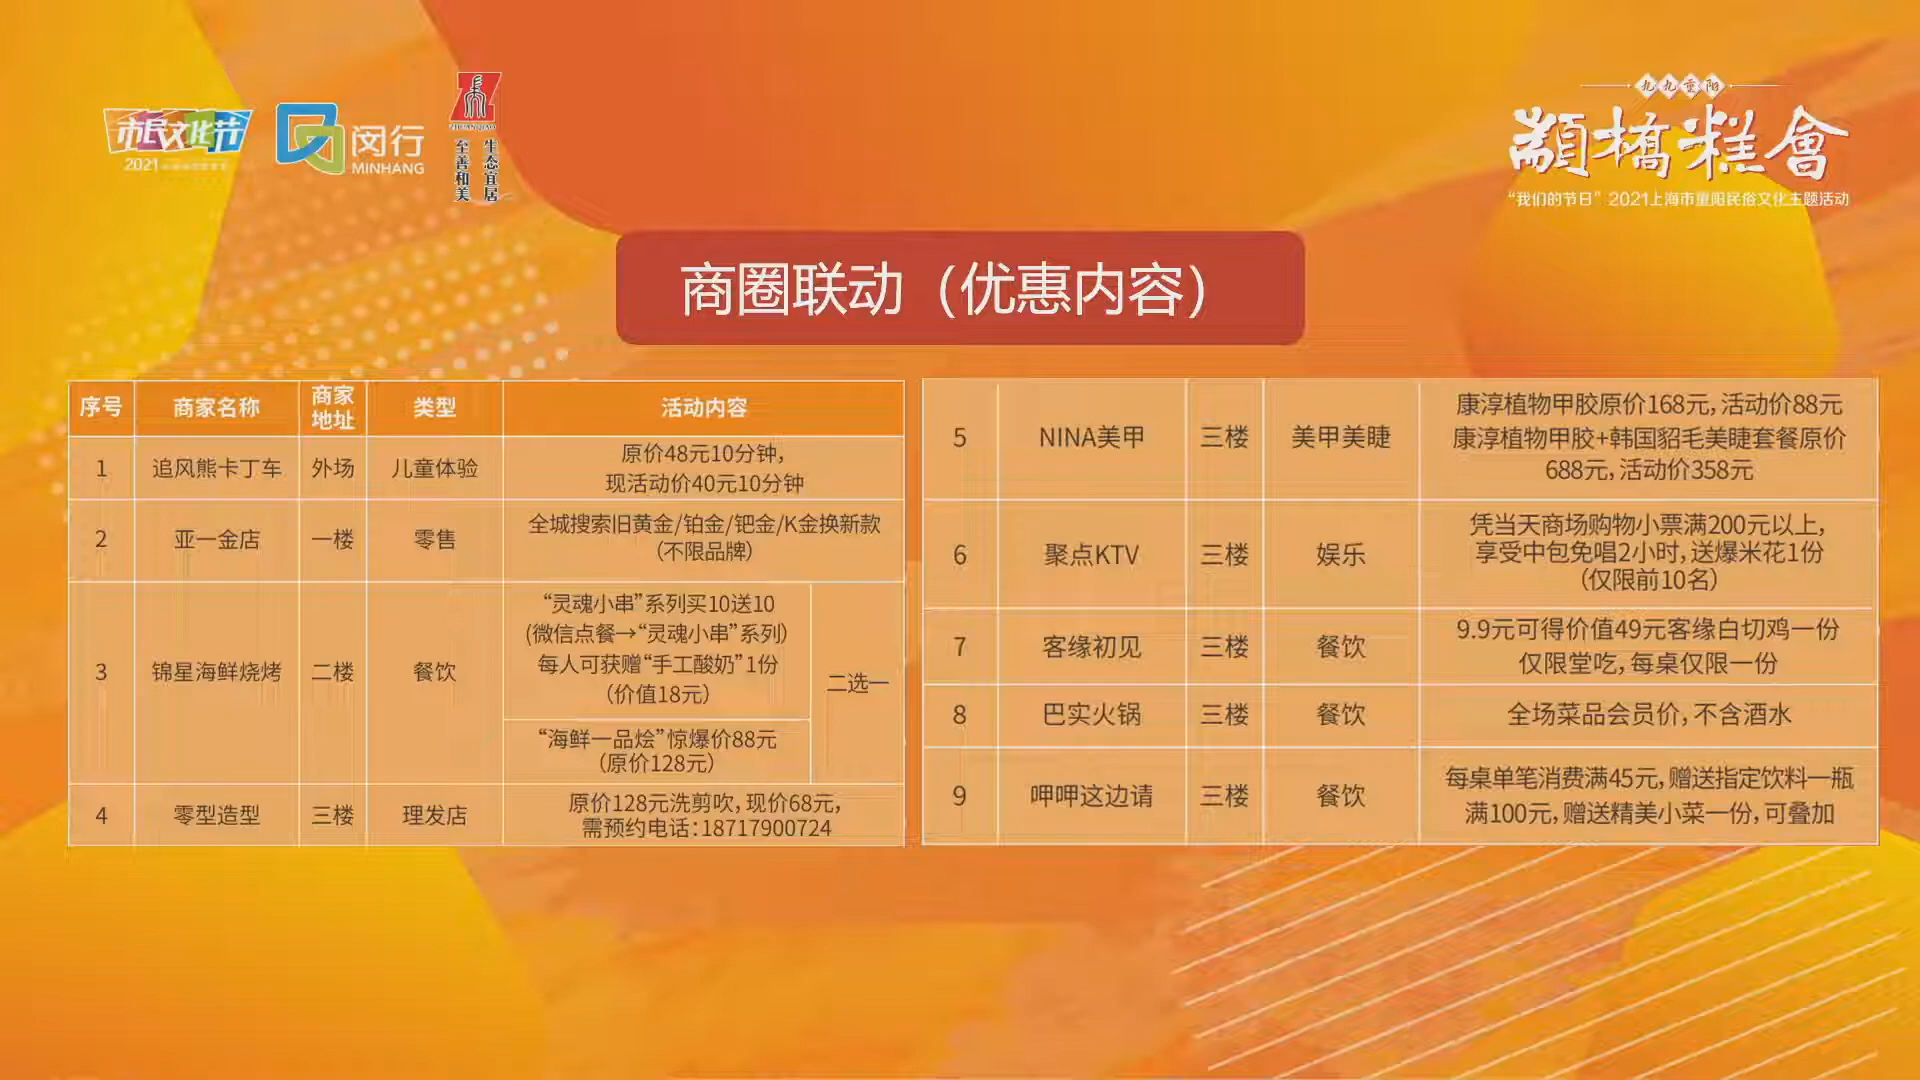 市民文化节
2021
闵行
MINHANG
ZHUANQIAO
生态宜居
至善和美
九九重阳
颛橋糕會
“我们的节日”2021上海市重阳民俗文化主题活动
商圈联动（优惠内容）
序号 商家名称 商家地址 类型 活动内容
1 追风熊卡丁车 外场 儿童体验 原价48元10分钟，
现活动价40元10分钟
2 亚一金店 一楼 零售 全城搜索旧黄金/铂金/钯金/K金换新款
（不限品牌）
3 锦星海鲜烧烤 二楼 餐饮 “灵魂小串”系列买10送10
(微信点餐→“灵魂小串”系列）
每人可获赠“手工酸奶”1份
（价值18元）
二选一
“海鲜一品烩”惊爆价88元
（原价128元）
4 零型造型 三楼 理发店 原价128元洗剪吹，现价68元，
需预约电话：18717900724
5 NINA美甲 三楼 美甲美睫 康淳植物甲胶原价168元，活动价88元
康淳植物甲胶+韩国貂毛美睫套餐原价
688元，活动价358元
6 聚点KTV 三楼 娱乐 凭当天商场购物小票满200元以上，
享受中包免唱2小时，送爆米花1份
（仅限前10名）
7 客缘初见 三楼 餐饮 9.9元可得价值49元客缘白切鸡一份
仅限堂吃，每桌仅限一份
8 巴实火锅 三楼 餐饮 全场菜品会员价，不含酒水
9 呷呷这边请 三楼 餐饮 每桌单笔消费满45元，赠送指定饮料一瓶
满100元，赠送精美小菜一份，可叠加